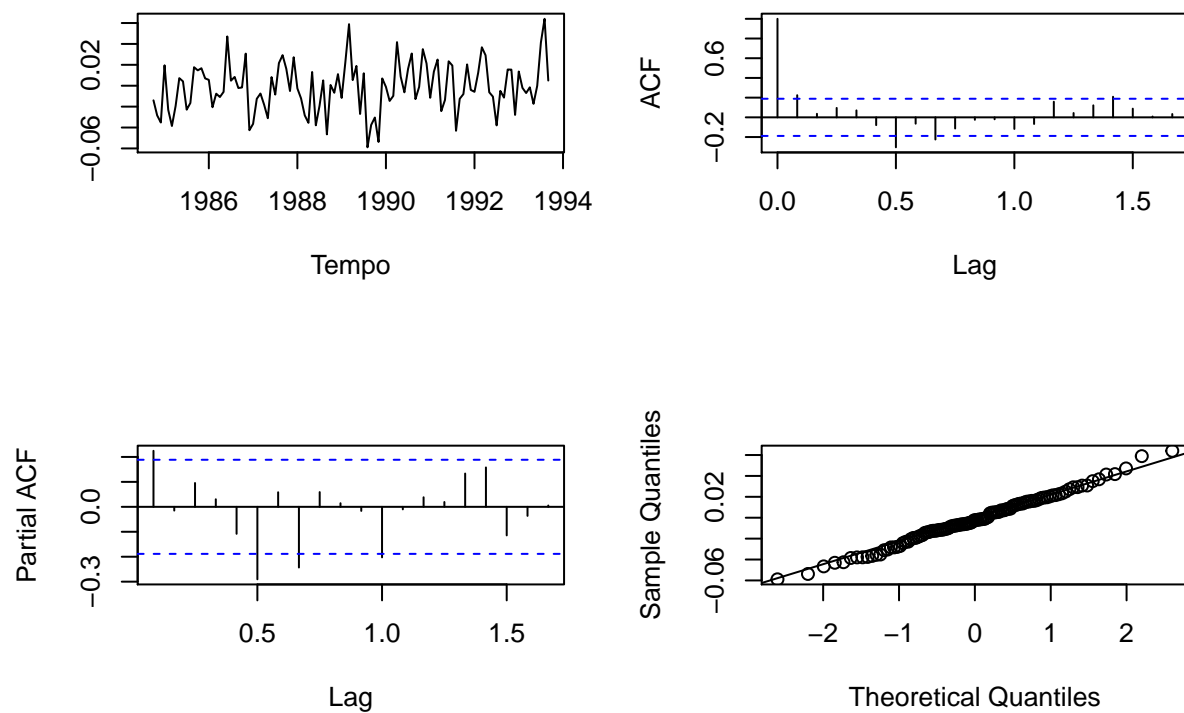 0.02
−0.06
1986 1988 1990 1992 1994
Tempo
ACF
0.6
−0.2
0.0 0.5 1.0 1.5
Lag
Partial ACF
0.0
−0.3
0.5 1.0 1.5
Lag
Sample Quantiles
0.02
−0.06
−2 −1 0 1 2
Theoretical Quantiles